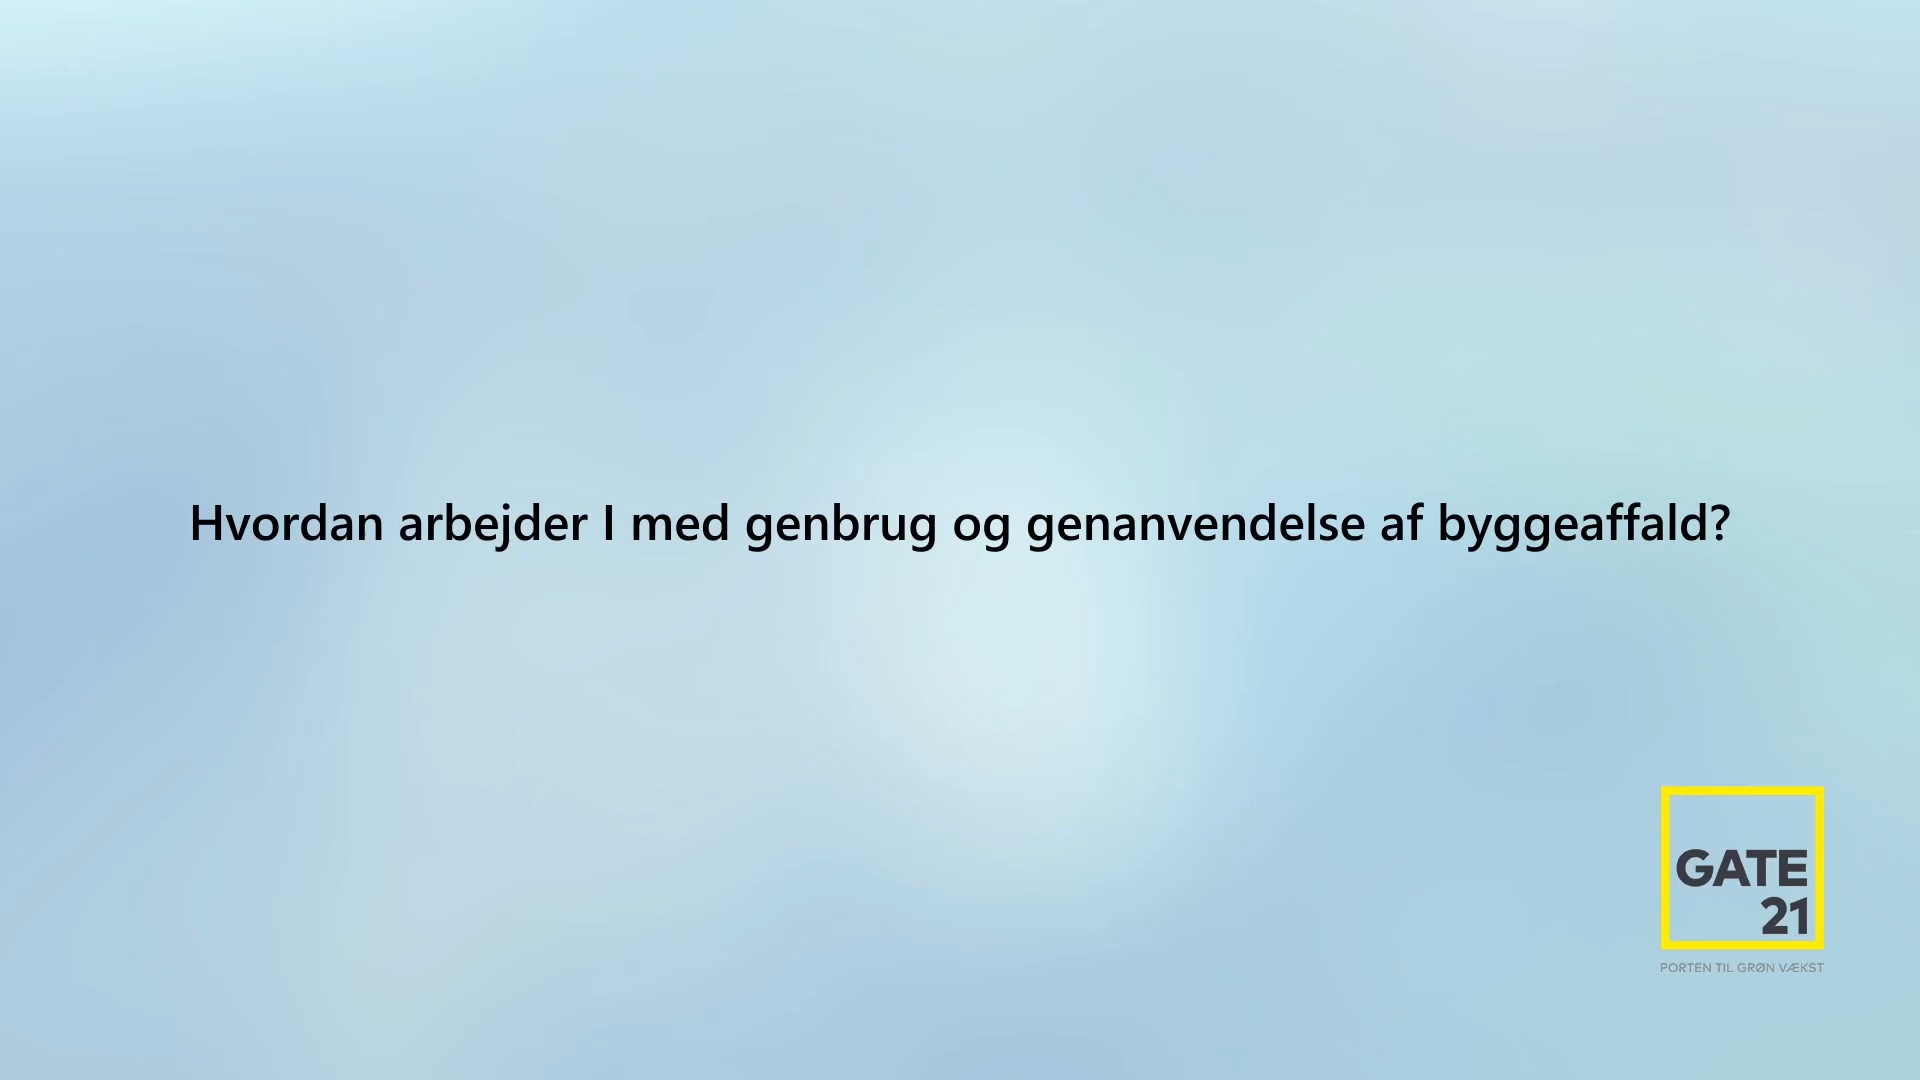 Hvordan arbejder I med genbrug og genanvendelse af byggeaffald?
GATE
21
PORTEN TIL GRØN VÆKST